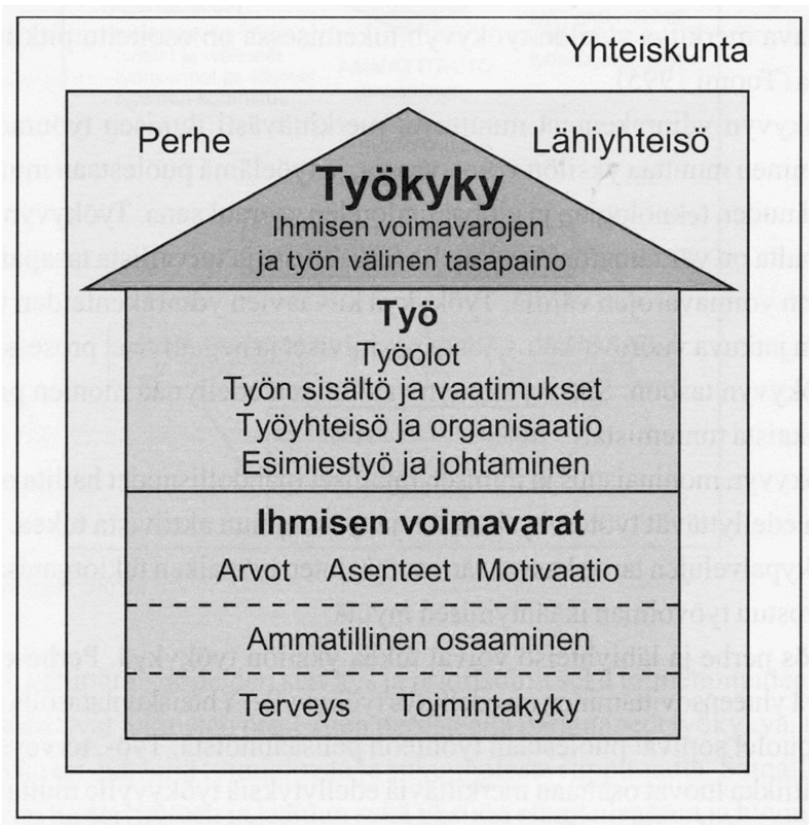 Yhteiskunta
Perhe
Lähiyhteisö
Työkyky
Ihmisen voimavarojen
ja työn välinen tasapaino
Työ
Työolot
Työn sisältö ja vaatimukset
Työyhteisö ja organisaatio
Esimiestyö ja johtaminen
Ihmisen voimavarat
Arvot Asenteet Motivaatio
Ammatillinen osaaminen
Terveys Toimintakyky